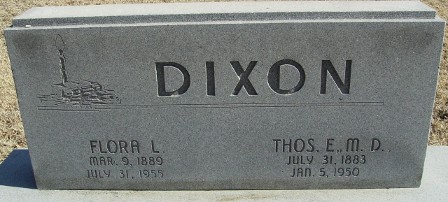 DIXON
FLORA L.
MAR. 9, 1889
JULY 31, 1955
THOS. E., M. D.
JULY 31, 1883
JAN. 5, 1950